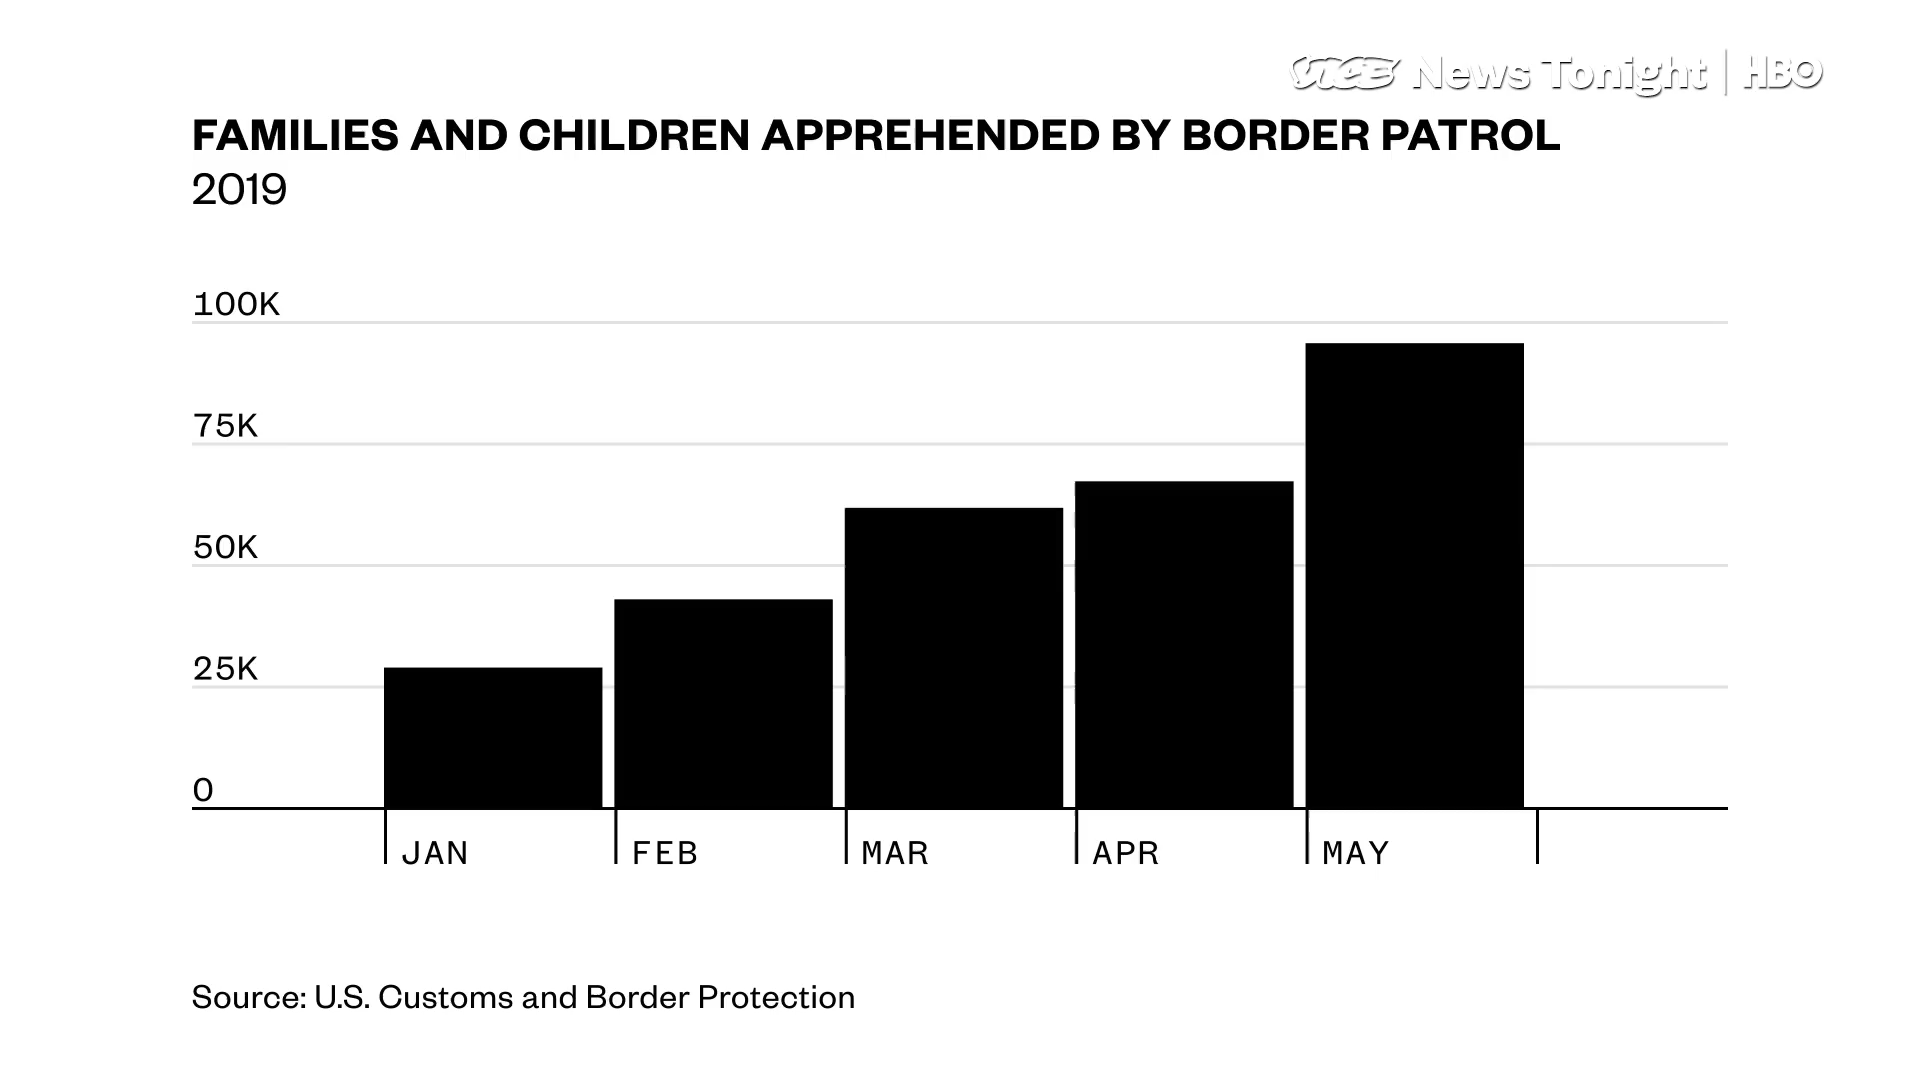 VICE News Tonight | HBO
FAMILIES AND CHILDREN APPREHENDED BY BORDER PATROL
2019
100K
75K
50K
25K
0
JAN FEB MAR APR MAY
Source: U.S. Customs and Border Protection